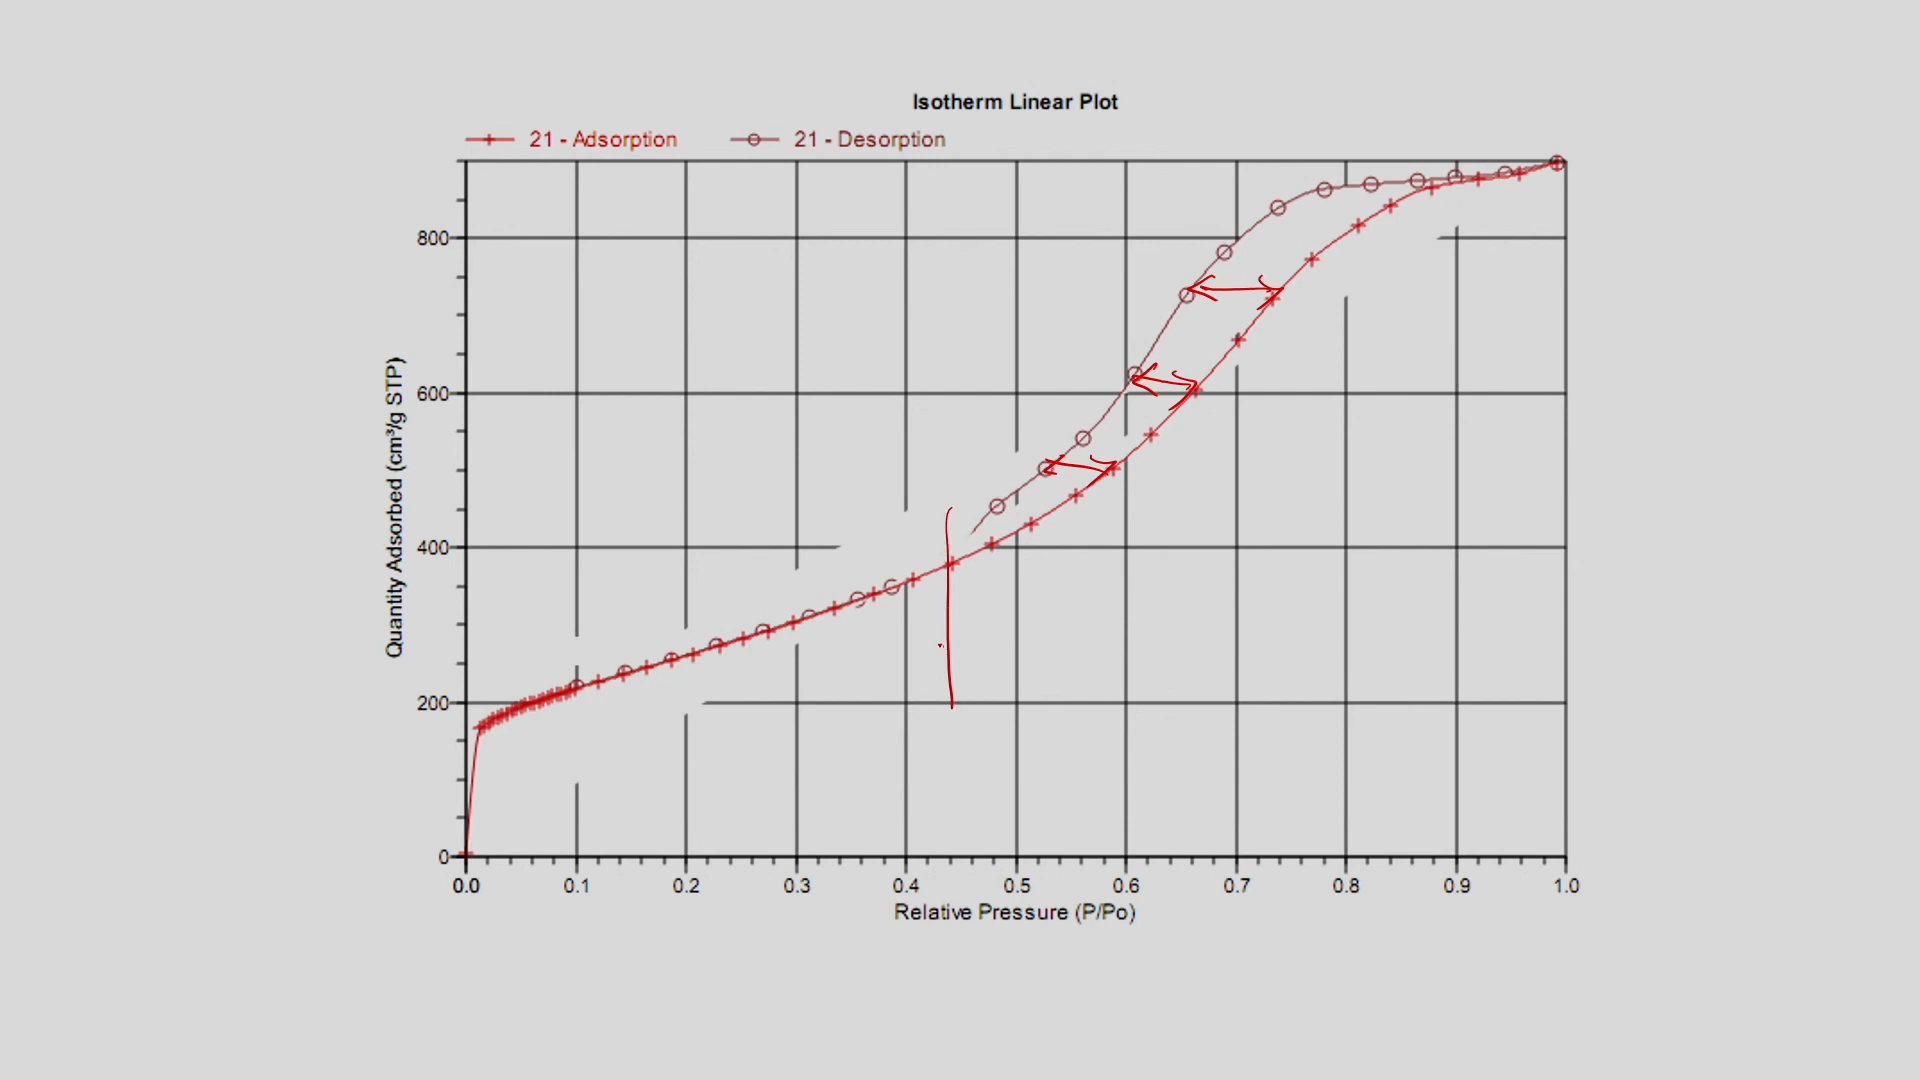 Isotherm Linear Plot
21 - Adsorption 21 - Desorption
Quantity Adsorbed (cm³/g STP)
800
600
400
200
0
0.0 0.1 0.2 0.3 0.4 0.5 0.6 0.7 0.8 0.9 1.0
Relative Pressure (P/Po)